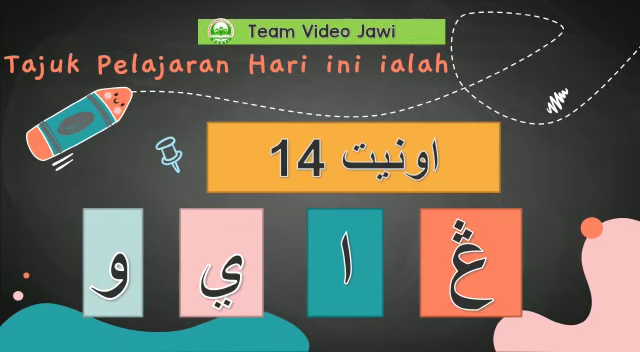 Team Video Jawi
Tajuk Pelajaran Hari ini ialah
اونيت 14
ڠ ا ي و